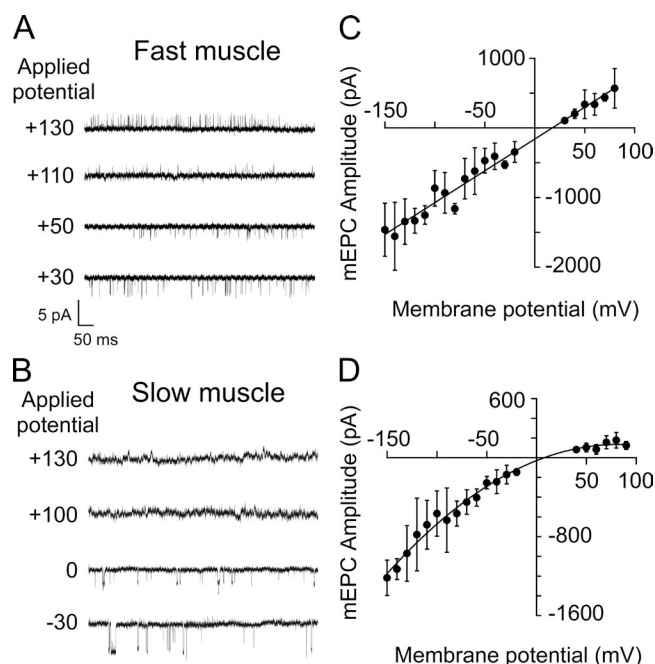 A
Fast muscle
Applied
potential
+130
+110
+50
+30
5 pA
50 ms
B
Slow muscle
Applied
potential
+130
+100
0
-30
C
mEPC Amplitude (pA)
1000
-150
-50
50
100
-1000
-2000
Membrane potential (mV)
D
mEPC Amplitude (pA)
600
-150
-50
50
100
-800
-1600
Membrane potential (mV)